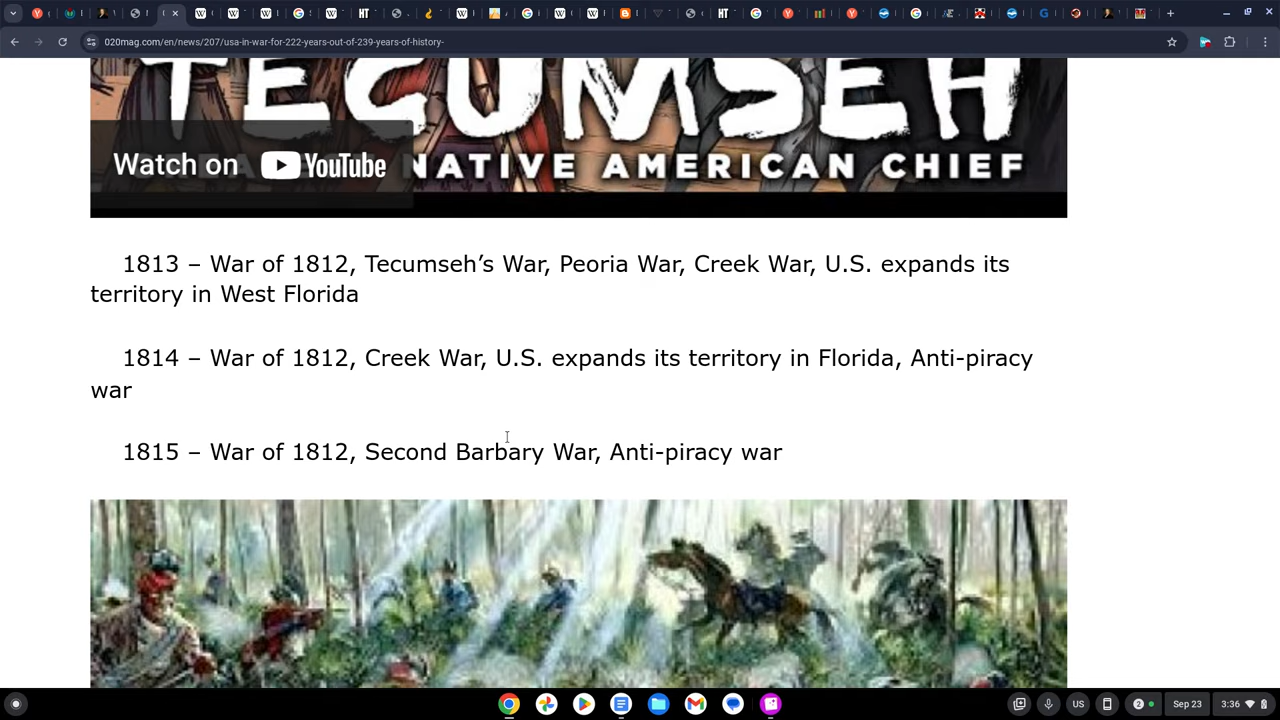 020mag.com/en/news/207/usa-in-war-for-222-years-out-of-239-years-of-history-
TECUMSEH
Watch on YouTube
NATIVE AMERICAN CHIEF
1813 – War of 1812, Tecumseh’s War, Peoria War, Creek War, U.S. expands its
territory in West Florida
1814 – War of 1812, Creek War, U.S. expands its territory in Florida, Anti-piracy
war
1815 – War of 1812, Second Barbary War, Anti-piracy war
US
2
Sep 23
3:36